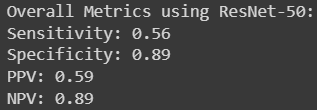 Overall Metrics using ResNet-50:
Sensitivity: 0.56
Specificity: 0.89
PPV: 0.59
NPV: 0.89